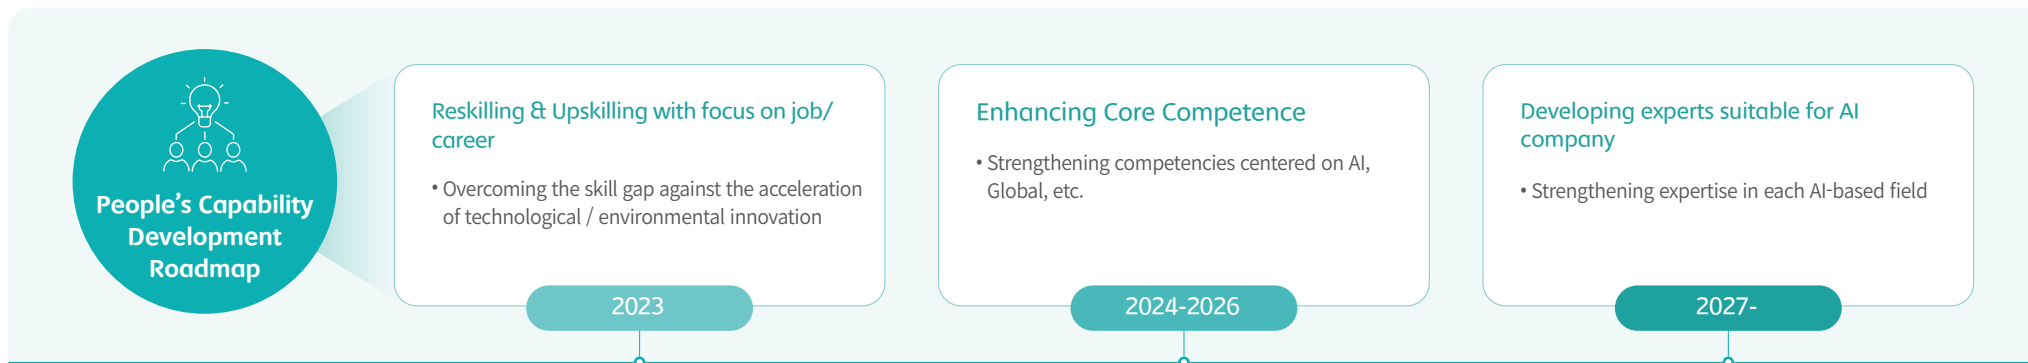 People's Capability
Development
Roadmap
Reskilling & Upskilling with focus on job/
career
• Overcoming the skill gap against the acceleration
of technological / environmental innovation
2023
Enhancing Core Competence
• Strengthening competencies centered on AI,
Global, etc.
2024-2026
Developing experts suitable for AI
company
• Strengthening expertise in each AI-based field
2027-